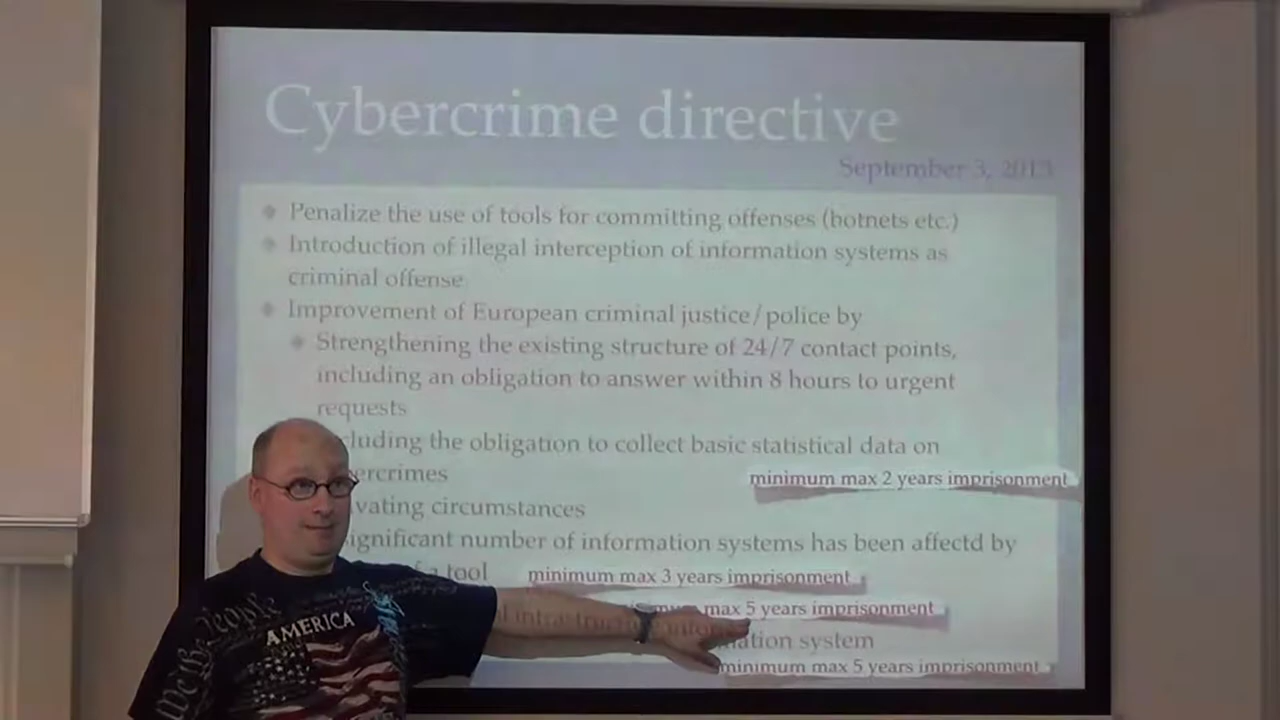 Cybercrime directive
September 3, 2013
Penalize the use of tools for committing offenses (botnets etc.)
Introduction of illegal interception of information systems as
criminal offense
Improvement of European criminal justice/police by
Strengthening the existing structure of 24/7 contact points,
including an obligation to answer within 8 hours to urgent
requests
cluding the obligation to collect basic statistical data on
ercrimes
minimum max 2 years imprisonment
vating circumstances
ignificant number of information systems has been affectd by
a tool
minimum max 3 years imprisonment
max 5 years imprisonment
ation system
minimum max 5 years imprisonment
We the People
AMERICA